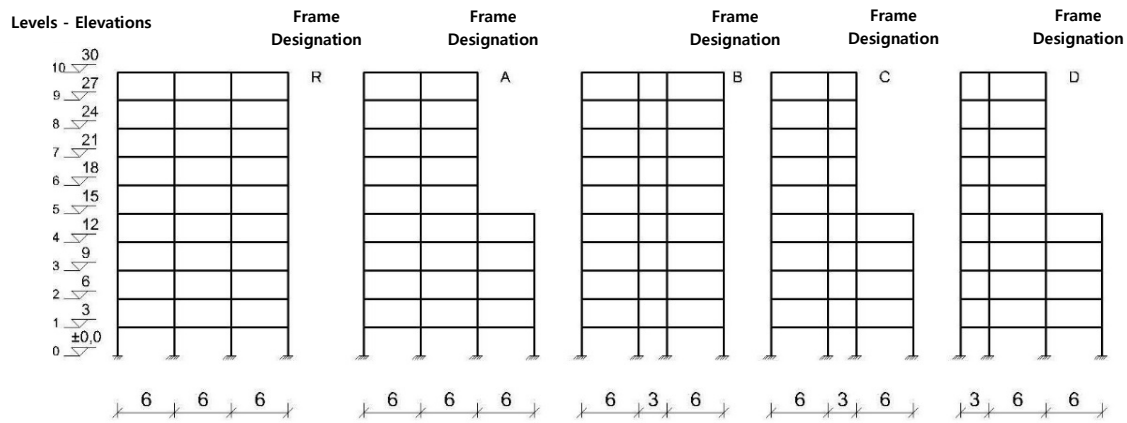 Levels - Elevations
Frame
Designation
Frame
Designation
Frame
Designation
Frame
Designation
Frame
Designation
R
A
B
C
D
10 30
9 27
8 24
7 21
6 18
5 15
4 12
3 9
2 6
1 3
0 ±0,0
6 6 6
6 6 6
6 3 6
6 3 6
3 6 6